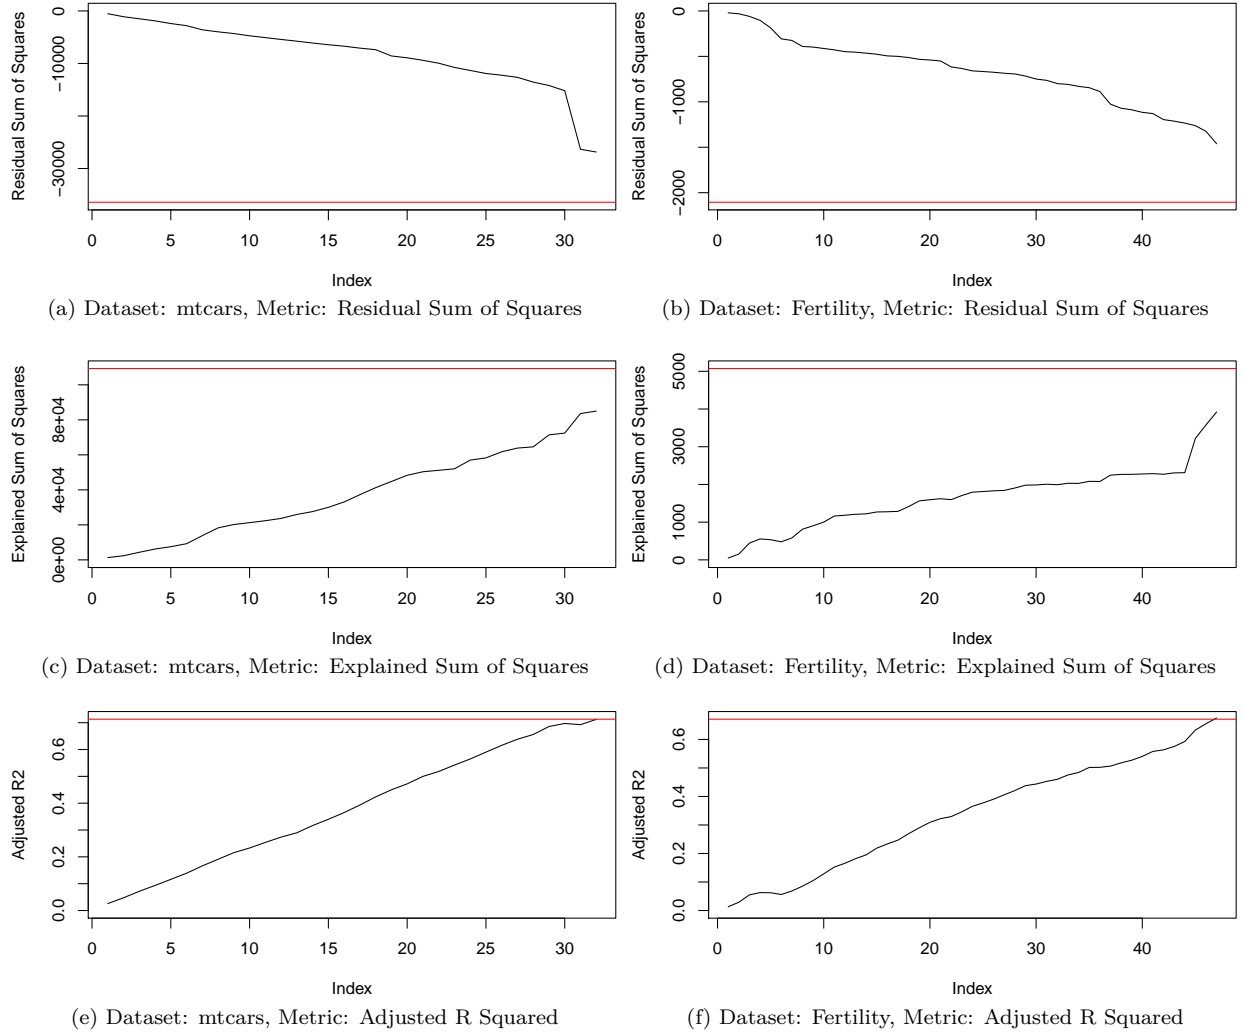 Residual Sum of Squares
0
−10000
−30000
0 5 10 15 20 25 30
Index
(a) Dataset: mtcars, Metric: Residual Sum of Squares
Residual Sum of Squares
0
−1000
−2000
0 10 20 30 40
Index
(b) Dataset: Fertility, Metric: Residual Sum of Squares
Explained Sum of Squares
8e+04
4e+04
0e+00
0 5 10 15 20 25 30
Index
(c) Dataset: mtcars, Metric: Explained Sum of Squares
Explained Sum of Squares
5000
3000
1000
0
0 10 20 30 40
Index
(d) Dataset: Fertility, Metric: Explained Sum of Squares
Adjusted R2
0.6
0.4
0.2
0.0
0 5 10 15 20 25 30
Index
(e) Dataset: mtcars, Metric: Adjusted R Squared
Adjusted R2
0.6
0.4
0.2
0.0
0 10 20 30 40
Index
(f) Dataset: Fertility, Metric: Adjusted R Squared